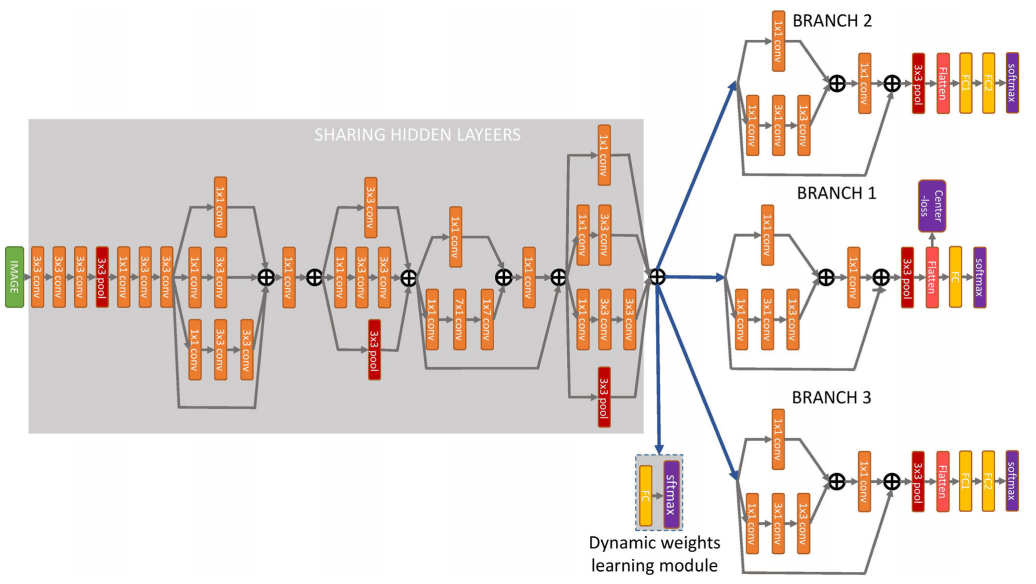 SHARING HIDDEN LAYEERS
IMAGE
3x3 conv
3x3 conv
3x3 conv
3x3 pool
1x1 conv
3x3 conv
3x3 conv
1x1 conv
1x1 conv
3x3 conv
1x1 conv
3x3 conv
3x3 conv
1x1 conv
3x3 conv
1x1 conv
3x3 conv
3x3 conv
3x3 pool
1x1 conv
1x1 conv
7x1 conv
1x7 conv
1x1 conv
1x1 conv
1x1 conv
3x3 conv
1x1 conv
3x3 conv
3x3 conv
3x3 pool
FC
sftmax
Dynamic weights
learning module
BRANCH 2
1x1 conv
1x1 conv
3x1 conv
1x3 conv
1x1 conv
3x3 pool
Flatten
FC1
FC2
softmax
BRANCH 1
1x1 conv
1x1 conv
3x1 conv
1x3 conv
1x1 conv
3x3 pool
Flatten
Center
-loss
FC
softmax
BRANCH 3
1x1 conv
1x1 conv
3x1 conv
1x3 conv
1x1 conv
3x3 pool
Flatten
FC1
FC2
softmax